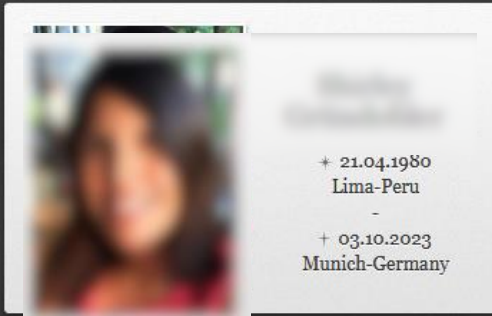 ✶ 21.04.1980
Lima-Peru
-
✝ 03.10.2023
Munich-Germany